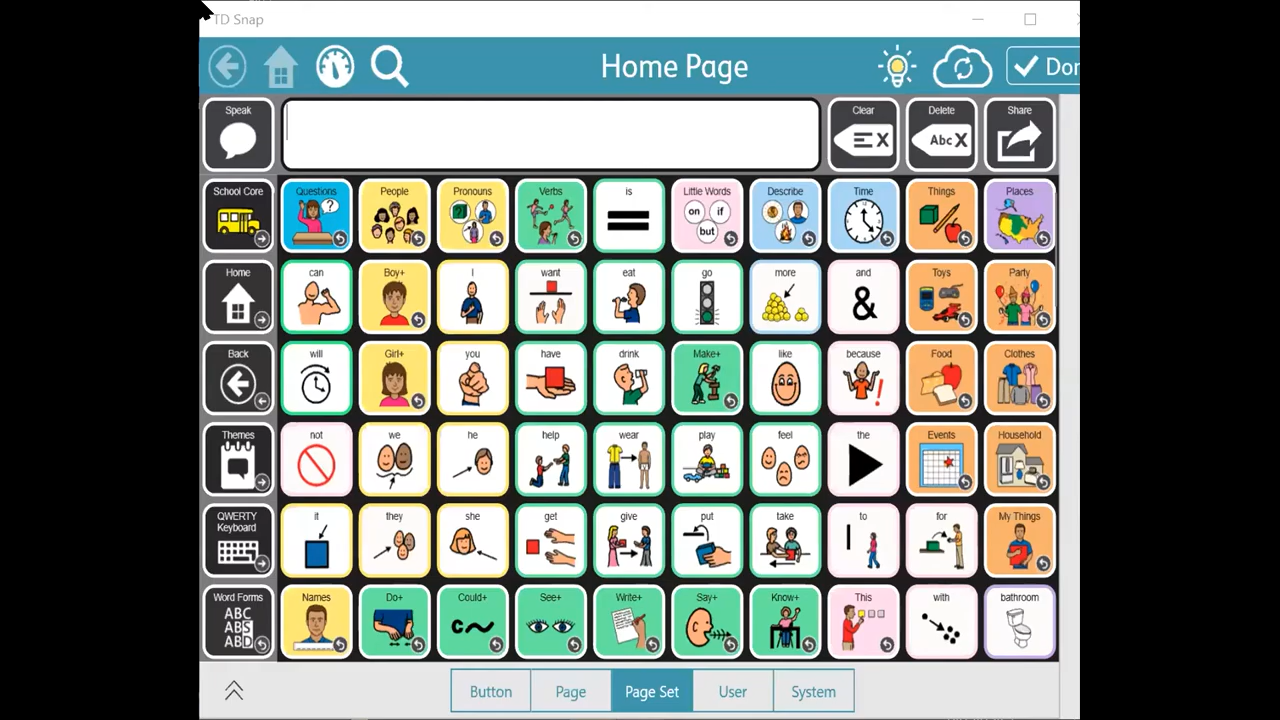 TD Snap
Home Page
Don
Speak
Clear
Delete
Abc X
Share
School Core
Questions
?
People
Pronouns
?
Verbs
is
Little Words
on if
but
Describe
Time
Things
Places
Home
can
Boy+
I
want
eat
go
more
and
&
Toys
Party
Back
will
Girl+
you
have
drink
Make+
like
because
!
Food
Clothes
Themes
not
we
he
help
wear
play
feel
the
Events
Household
QWERTY
Keyboard
it
they
she
get
give
put
take
to
for
My Things
Word Forms
ABC
ABS
ABD
Names
Do+
Could+
See+
Write+
Say+
Know+
This
with
bathroom
Button
Page
Page Set
User
System